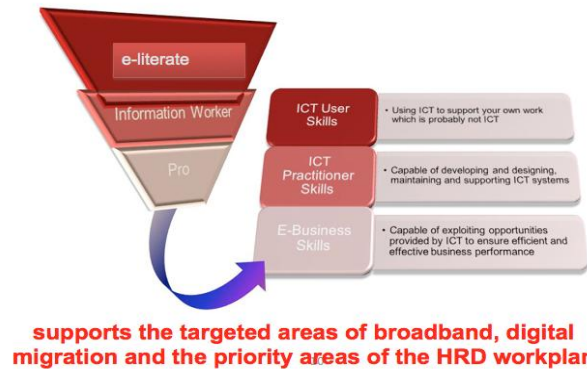 e-literate
Information Worker
Pro
ICT User
Skills
• Using ICT to support your own work
which is probably not ICT
ICT
Practitioner
Skills
• Capable of developing and designing,
maintaining and supporting ICT systems
E-Business
Skills
• Capable of exploiting opportunities
provided by ICT to ensure efficient and
effective business performance
supports the targeted areas of broadband, digital
migration and the priority areas of the HRD workplan